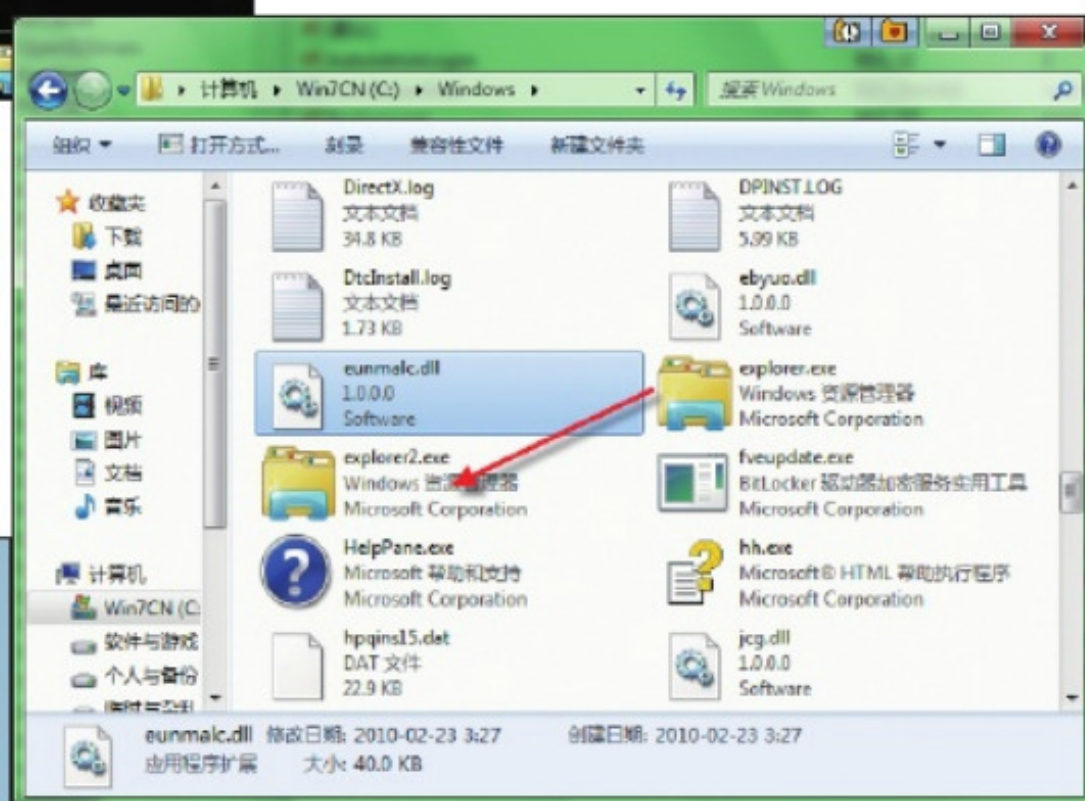 计算机 ▸ Win7CN (C:) ▸ Windows ▸
搜索 Windows
组织
打开方式...
刻录
兼容性文件
新建文件夹
收藏夹
下载
桌面
最近访问的
库
视频
图片
文档
音乐
计算机
Win7CN (C:
软件与游戏
个人与备份
临时与杂乱
DirectX.log
文本文档
34.8 KB
DPINST.LOG
文本文档
5.99 KB
DtcInstall.log
文本文档
1.73 KB
ebyuo.dll
1.0.0.0
Software
eunmalc.dll
1.0.0.0
Software
explorer.exe
Windows 资源管理器
Microsoft Corporation
explorer2.exe
Windows 资源管理器
Microsoft Corporation
fveupdate.exe
BitLocker 驱动器加密服务实用工具
Microsoft Corporation
HelpPane.exe
Microsoft 帮助和支持
Microsoft Corporation
hh.exe
Microsoft® HTML 帮助执行程序
Microsoft Corporation
hpqins15.dat
DAT 文件
22.9 KB
jcg.dll
1.0.0.0
Software
eunmalc.dll 修改日期: 2010-02-23 3:27 创建日期: 2010-02-23 3:27
应用程序扩展 大小: 40.0 KB